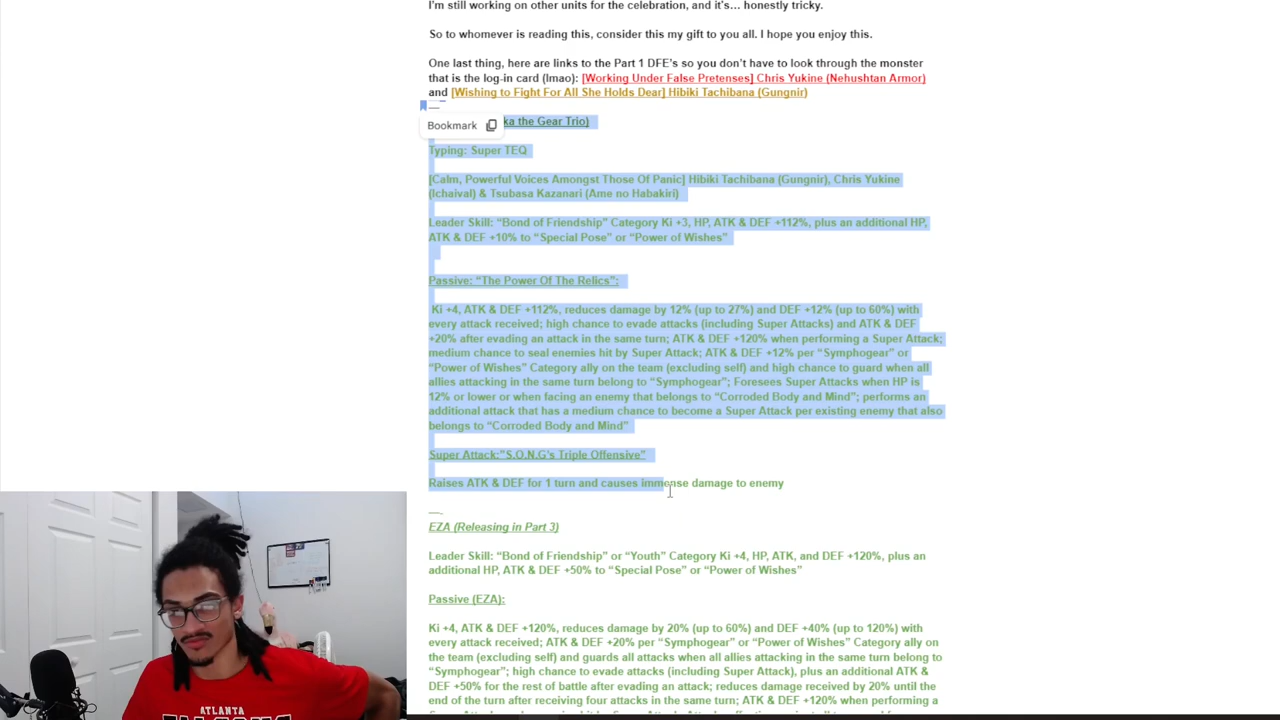 I'm still working on other units for the celebration, and it's… honestly tricky.
So to whomever is reading this, consider this my gift to you all. I hope you enjoy this.
One last thing, here are links to the Part 1 DFE's so you don't have to look through the monster
that is the log-in card (lmao): [Working Under False Pretenses] Chris Yukine (Nehushtan Armor)
and [Wishing to Fight For All She Holds Dear] Hibiki Tachibana (Gungnir)
—
Bookmark
ka the Gear Trio)
Typing: Super TEQ
[Calm, Powerful Voices Amongst Those Of Panic] Hibiki Tachibana (Gungnir), Chris Yukine
(Ichaival) & Tsubasa Kazanari (Ame no Habakiri)
Leader Skill: “Bond of Friendship” Category Ki +3, HP, ATK & DEF +112%, plus an additional HP,
ATK & DEF +10% to “Special Pose” or “Power of Wishes”
Passive: “The Power Of The Relics”:
Ki +4, ATK & DEF +112%, reduces damage by 12% (up to 27%) and DEF +12% (up to 60%) with
every attack received; high chance to evade attacks (including Super Attacks) and ATK & DEF
+20% after evading an attack in the same turn; ATK & DEF +120% when performing a Super Attack;
medium chance to seal enemies hit by Super Attack; ATK & DEF +12% per “Symphogear” or
“Power of Wishes” Category ally on the team (excluding self) and high chance to guard when all
allies attacking in the same turn belong to “Symphogear”; Foresees Super Attacks when HP is
12% or lower or when facing an enemy that belongs to “Corroded Body and Mind”; performs an
additional attack that has a medium chance to become a Super Attack per existing enemy that also
belongs to “Corroded Body and Mind”
Super Attack:”S.O.N.G's Triple Offensive”
Raises ATK & DEF for 1 turn and causes immense damage to enemy
—-
EZA (Releasing in Part 3)
Leader Skill: “Bond of Friendship” or “Youth” Category Ki +4, HP, ATK, and DEF +120%, plus an
additional HP, ATK & DEF +50% to “Special Pose” or “Power of Wishes”
Passive (EZA):
Ki +4, ATK & DEF +120%, reduces damage by 20% (up to 60%) and DEF +40% (up to 120%) with
every attack received; ATK & DEF +20% per “Symphogear” or “Power of Wishes” Category ally on
the team (excluding self) and guards all attacks when all allies attacking in the same turn belong to
“Symphogear”; high chance to evade attacks (including Super Attack), plus an additional ATK &
DEF +50% for the rest of battle after evading an attack; reduces damage received by 20% until the
end of the turn after receiving four attacks in the same turn; ATK & DEF +120% when performing a
ATLANTA